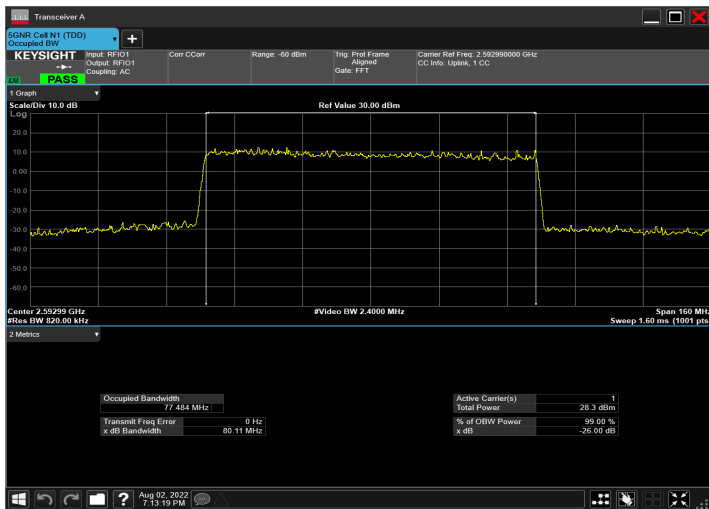 Transceiver A
5GNR Cell N1 (TDD)
Occupied BW
KEYSIGHT
LXI
PASS
Input: RFIO1
Output: RFIO1
Coupling: AC
Corr CCorr
Range: -60 dBm
Trig: Prot Frame
Aligned
Gate: FFT
Carrier Ref Freq: 2.592990000 GHz
CC Info: Uplink, 1 CC
1 Graph
Scale/Div 10.0 dB
Ref Value 30.00 dBm
Log
20.0
10.0
0.00
-10.0
-20.0
-30.0
-40.0
-50.0
-60.0
Center 2.59299 GHz
#Video BW 2.4000 MHz
Span 160 MHz
#Res BW 820.00 kHz
Sweep 1.60 ms (1001 pts
2 Metrics
Occupied Bandwidth
77.484 MHz
Transmit Freq Error 0 Hz
x dB Bandwidth 80.11 MHz
Active Carrier(s) 1
Total Power 28.3 dBm
% of OBW Power 99.00 %
x dB -26.00 dB
?
Aug 02, 2022
7:13:19 PM